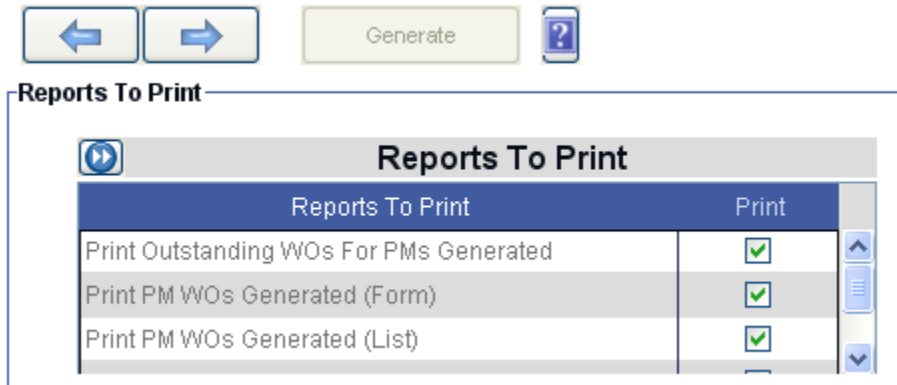 Generate
?
Reports To Print
Reports To Print
Reports To Print Print
Print Outstanding WOs For PMs Generated
Print PM WOs Generated (Form)
Print PM WOs Generated (List)